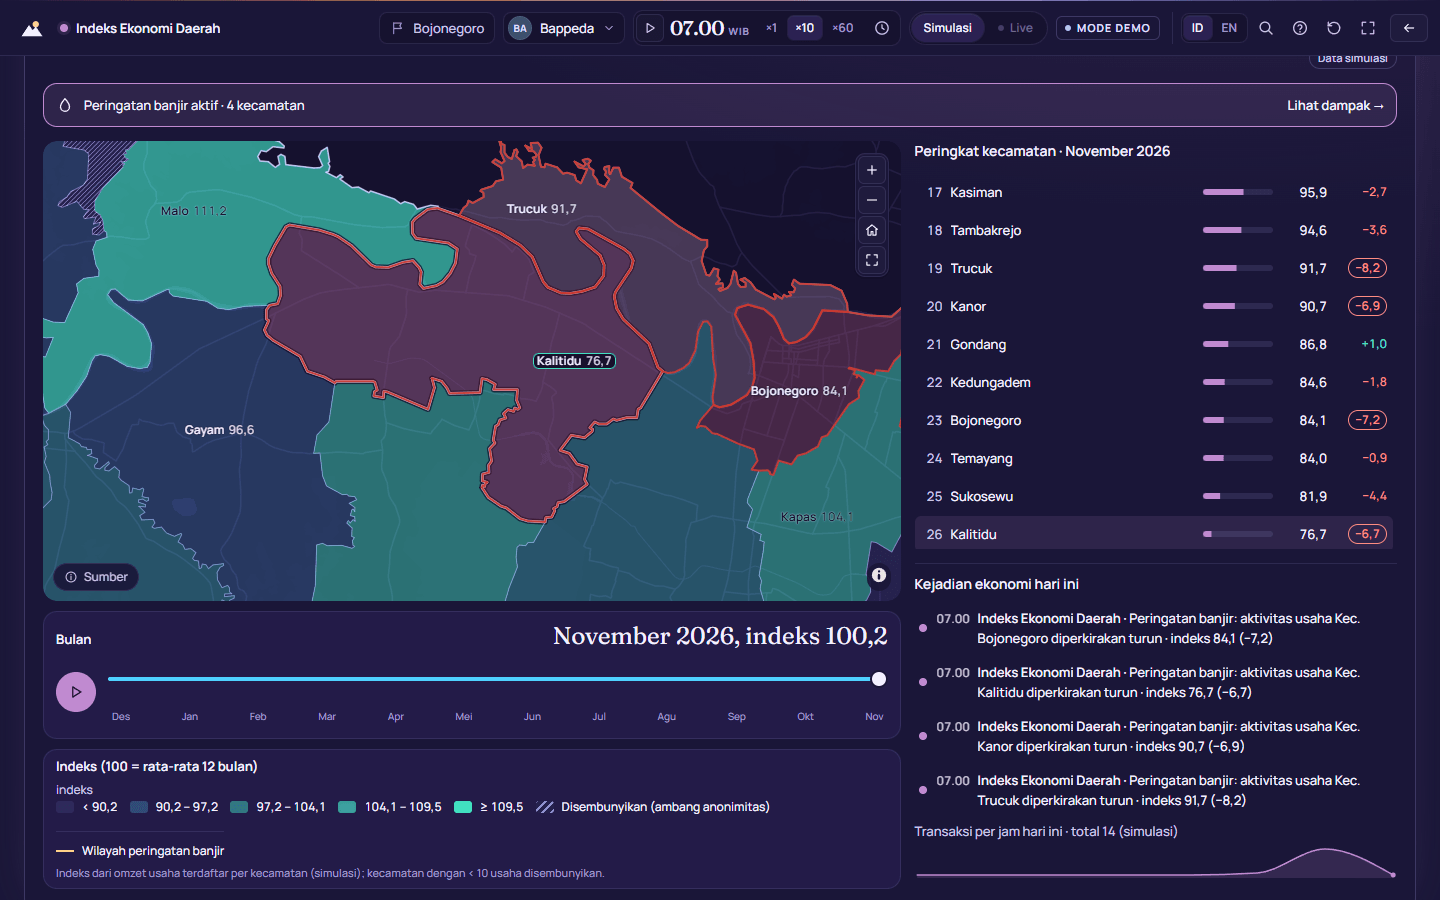 Indeks Ekonomi Daerah
Bojonegoro
BA Bappeda
07.00 WIB
×1 ×10 ×60
Simulasi
Live
MODE DEMO
ID EN
Data simulasi
Peringatan banjir aktif · 4 kecamatan
Lihat dampak →
Malo 111,2
Trucuk 91,7
Kalitidu 76,7
Bojonegoro 84,1
Gayam 96,6
Kapas 104,1
Sumber
Bulan
November 2026, indeks 100,2
Des Jan Feb Mar Apr Mei Jun Jul Agu Sep Okt Nov
Indeks (100 = rata-rata 12 bulan)
indeks
< 90,2 90,2 – 97,2 97,2 – 104,1 104,1 – 109,5 ≥ 109,5 Disembunyikan (ambang anonimitas)
Wilayah peringatan banjir
Indeks dari omzet usaha terdaftar per kecamatan (simulasi); kecamatan dengan < 10 usaha disembunyikan.
Peringkat kecamatan · November 2026
17 Kasiman 95,9 −2,7
18 Tambakrejo 94,6 −3,6
19 Trucuk 91,7 −8,2
20 Kanor 90,7 −6,9
21 Gondang 86,8 +1,0
22 Kedungadem 84,6 −1,8
23 Bojonegoro 84,1 −7,2
24 Temayang 84,0 −0,9
25 Sukosewu 81,9 −4,4
26 Kalitidu 76,7 −6,7
Kejadian ekonomi hari ini
07.00 Indeks Ekonomi Daerah · Peringatan banjir: aktivitas usaha Kec.
Bojonegoro diperkirakan turun · indeks 84,1 (−7,2)
07.00 Indeks Ekonomi Daerah · Peringatan banjir: aktivitas usaha Kec.
Kalitidu diperkirakan turun · indeks 76,7 (−6,7)
07.00 Indeks Ekonomi Daerah · Peringatan banjir: aktivitas usaha Kec.
Kanor diperkirakan turun · indeks 90,7 (−6,9)
07.00 Indeks Ekonomi Daerah · Peringatan banjir: aktivitas usaha Kec.
Trucuk diperkirakan turun · indeks 91,7 (−8,2)
Transaksi per jam hari ini · total 14 (simulasi)